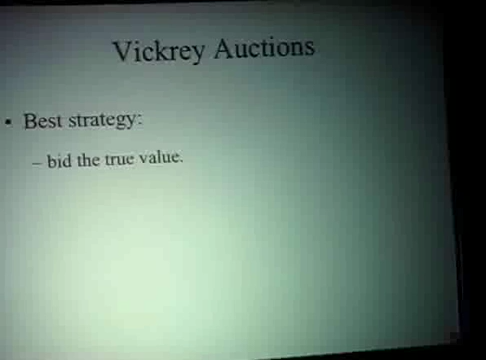 Vickrey Auctions
• Best strategy:
– bid the true value.